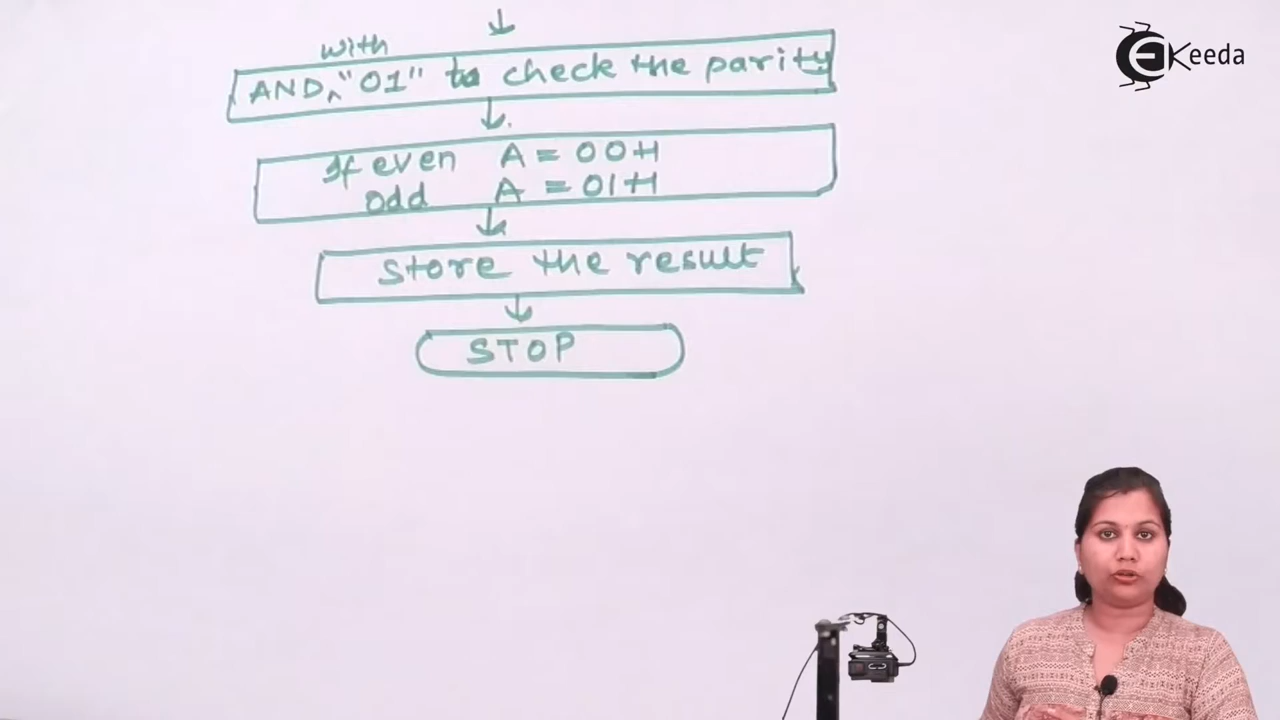 with
AND "01" to check the parity
If even A = 00H
odd A = 01H
Store the result
STOP
EKeeda